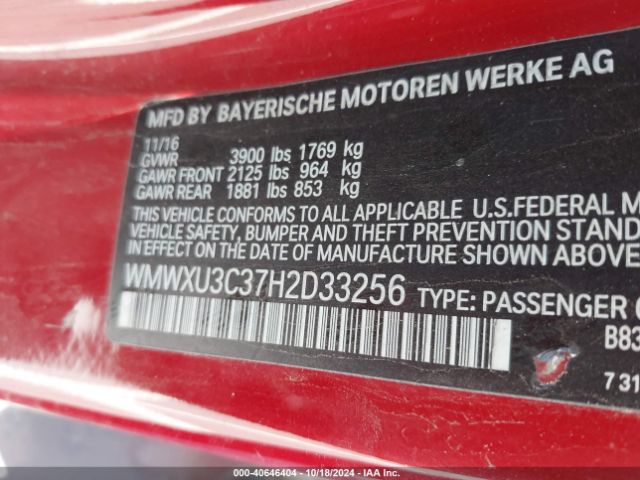 MFD BY BAYERISCHE MOTOREN WERKE AG
11/16
GVWR 3900 lbs 1769 kg
GAWR FRONT 2125 lbs 964 kg
GAWR REAR 1881 lbs 853 kg
THIS VEHICLE CONFORMS TO ALL APPLICABLE U.S.FEDERAL M
VEHICLE SAFETY, BUMPER AND THEFT PREVENTION STAND
IN EFFECT ON THE DATE OF MANUFACTURE SHOWN ABOVE
WMWXU3C37H2D33256 TYPE: PASSENGER
B83
7 31
000-40646404 - 10/18/2024 - IAA Inc.